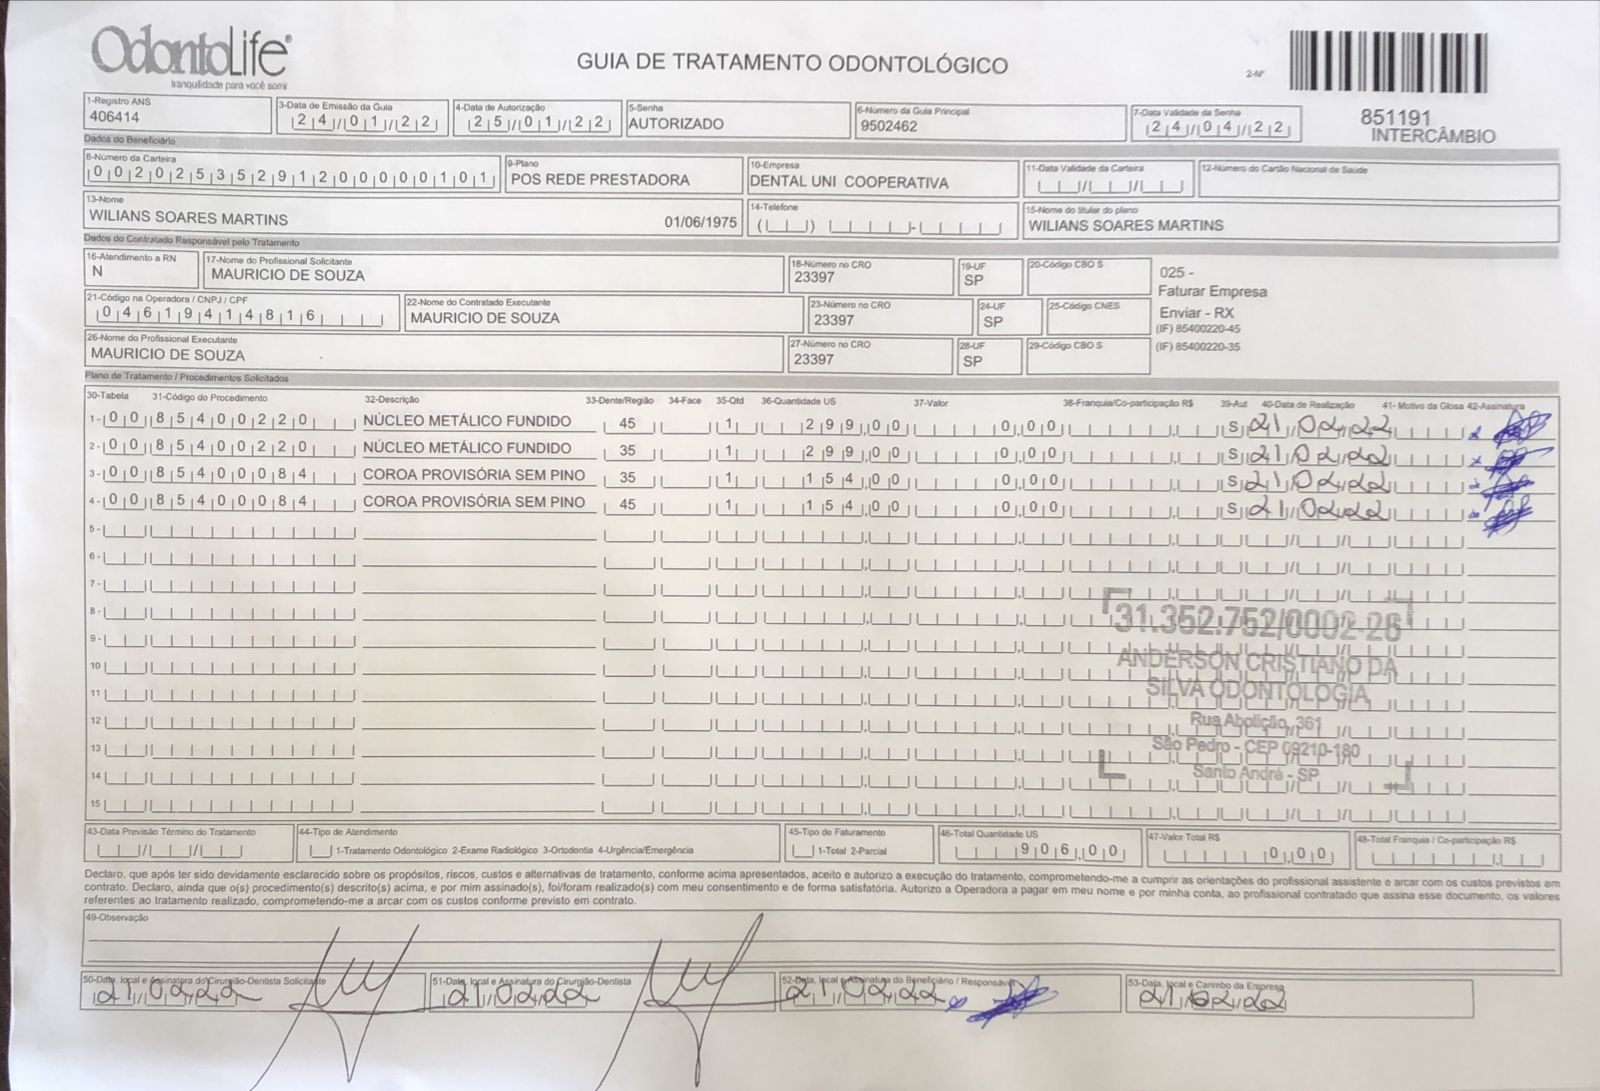 OdontoLife®
tranquilidade para você sorrir
GUIA DE TRATAMENTO ODONTOLÓGICO
851191
INTERCÂMBIO
1-Registro ANS
406414
3-Data de Emissão da Guia
24/01/22
4-Data de Autorização
25/01/22
5-Senha
AUTORIZADO
6-Número da Guia Principal
9502462
7-Data Validade da Senha
24/04/22
Dados do Beneficiário
8-Número da Carteira
00202535291200000101
9-Plano
POS REDE PRESTADORA
10-Empresa
DENTAL UNI COOPERATIVA
11-Data Validade da Carteira
12-Número do Cartão Nacional de Saúde
13-Nome
WILIANS SOARES MARTINS 01/06/1975
14-Telefone
15-Nome do titular do plano
WILIANS SOARES MARTINS
Dados do Contratado Responsável pelo Tratamento
16-Atendimento a RN
N
17-Nome do Profissional Solicitante
MAURICIO DE SOUZA
18-Número no CRO
23397
19-UF
SP
20-Código CBO S
025 -
Faturar Empresa
Enviar - RX
(IF) 85400220-45
(IF) 85400220-35
21-Código na Operadora / CNPJ / CPF
04619414816
22-Nome do Contratado Executante
MAURICIO DE SOUZA
23-Número no CRO
23397
24-UF
SP
25-Código CNES
26-Nome do Profissional Executante
MAURICIO DE SOUZA
27-Número no CRO
23397
28-UF
SP
29-Código CBO S
Plano de Tratamento / Procedimentos Solicitados
30-Tabela 31-Código do Procedimento 32-Descrição 33-Dente/Região 34-Face 35-Qtd 36-Quantidade US 37-Valor 38-Franquia/Co-participação R$ 39-Aut 40-Data de Realização 41- Motivo da Glosa 42-Assinatura
1- 00 85400220 NÚCLEO METÁLICO FUNDIDO 45 1 299,00 0,00 S 21/02/22
2- 00 85400220 NÚCLEO METÁLICO FUNDIDO 35 1 299,00 0,00 S 21/02/22
3- 00 85400084 COROA PROVISÓRIA SEM PINO 35 1 154,00 0,00 S 21/02/22
4- 00 85400084 COROA PROVISÓRIA SEM PINO 45 1 154,00 0,00 S 21/02/22
5-
6-
7-
8-
9-
10
11
12
13
14
15
31.352.752/0002-26
ANDERSON CRISTIANO DA
SILVA ODONTOLOGIA
Rua Abolição, 361
São Pedro - CEP 09210-180
Santo André - SP
43-Data Previsão Término do Tratamento
44-Tipo de Atendimento
1-Tratamento Odontológico 2-Exame Radiológico 3-Ortodontia 4-Urgência/Emergência
45-Tipo de Faturamento
1-Total 2-Parcial
46-Total Quantidade US
906,00
47-Valor Total R$
0,00
48-Total Franquia / Co-participação R$
Declaro, que após ter sido devidamente esclarecido sobre os propósitos, riscos, custos e alternativas de tratamento, conforme acima apresentados, aceito e autorizo a execução do tratamento, comprometendo-me a cumprir as orientações do profissional assistente e arcar com os custos previstos em
contrato. Declaro, ainda que o(s) procedimento(s) descrito(s) acima, e por mim assinado(s), foi/foram realizado(s) com meu consentimento e de forma satisfatória. Autorizo a Operadora a pagar em meu nome e por minha conta, ao profissional contratado que assina esse documento, os valores
referentes ao tratamento realizado, comprometendo-me a arcar com os custos conforme previsto em contrato.
49-Observação
50-Data, local e Assinatura do Cirurgião-Dentista Solicitante
21/02/22
51-Data, local e Assinatura do Cirurgião-Dentista
21/02/22
52-Data, local e Assinatura do Beneficiário / Responsável
21/02/22
53-Data, local e Carimbo da Empresa
21/02/22